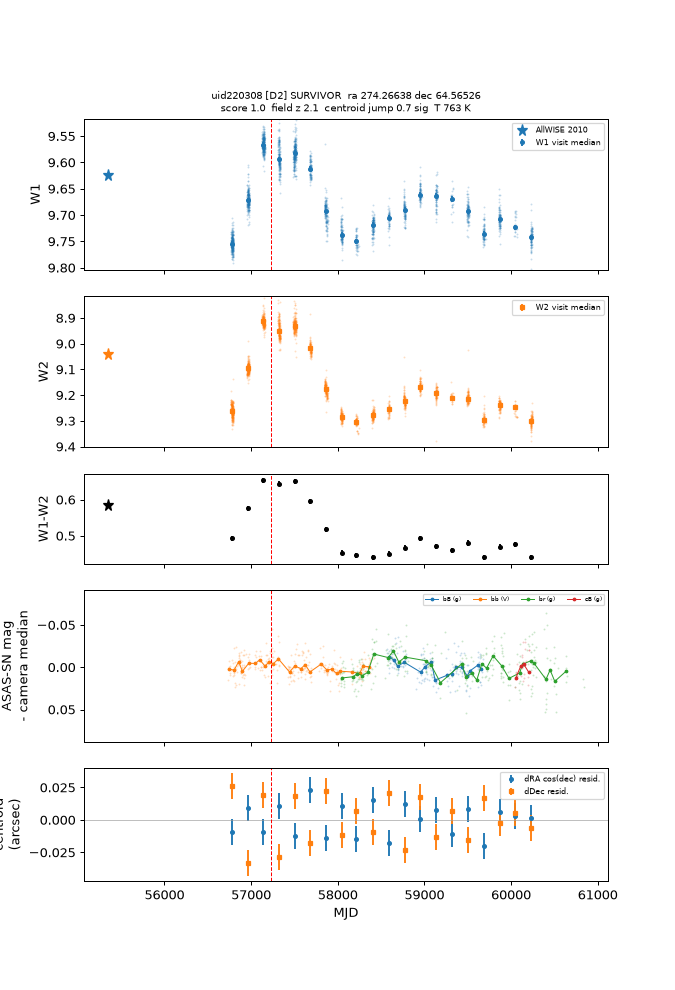 uid220308 [D2] SURVIVOR ra 274.26638 dec 64.56526
score 1.0 field z 2.1 centroid jump 0.7 sig T 763 K
W1
9.55
9.60
9.65
9.70
9.75
9.80
AllWISE 2010
W1 visit median
W2
8.9
9.0
9.1
9.2
9.3
9.4
W2 visit median
W1-W2
0.6
0.5
ASAS-SN mag
- camera median
−0.05
0.00
0.05
bB (g)
bb (V)
br (g)
cB (g)
(arcsec)
0.025
0.000
−0.025
dRA cos(dec) resid.
dDec resid.
56000
57000
58000
59000
60000
61000
MJD